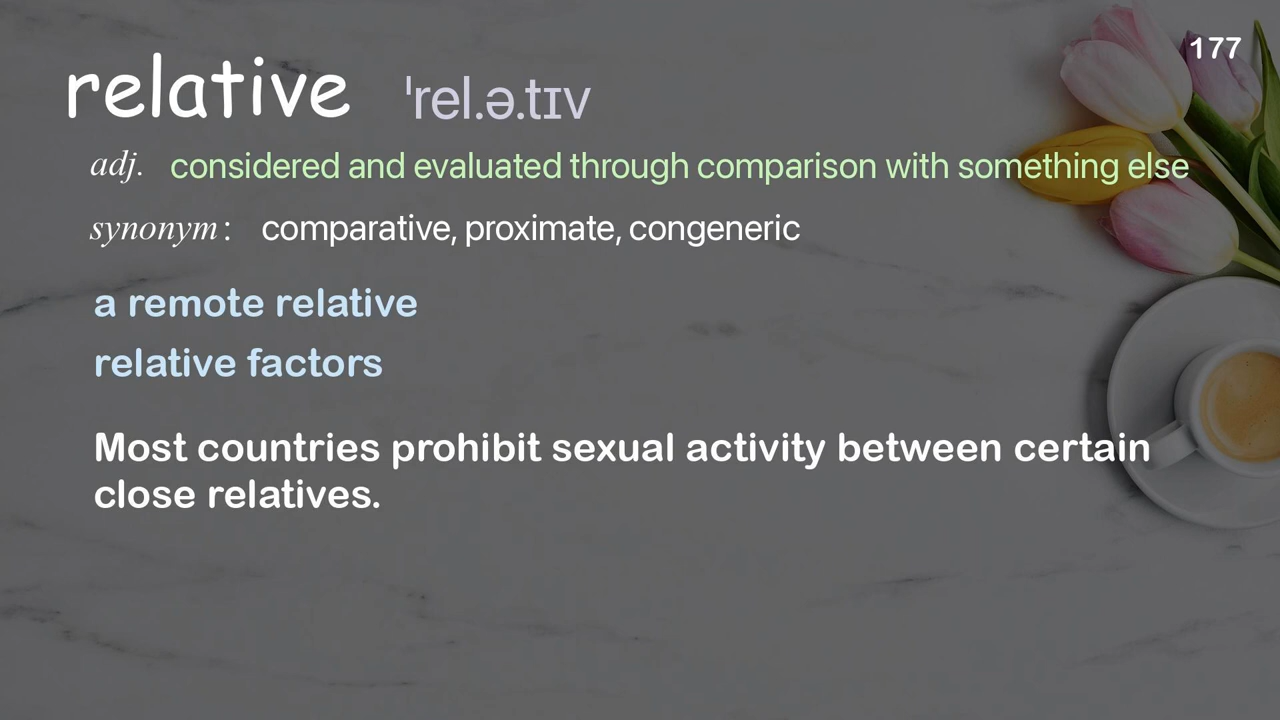 177
relative ˈrel.ə.tɪv
adj. considered and evaluated through comparison with something else
synonym : comparative, proximate, congeneric
a remote relative
relative factors
Most countries prohibit sexual activity between certain
close relatives.